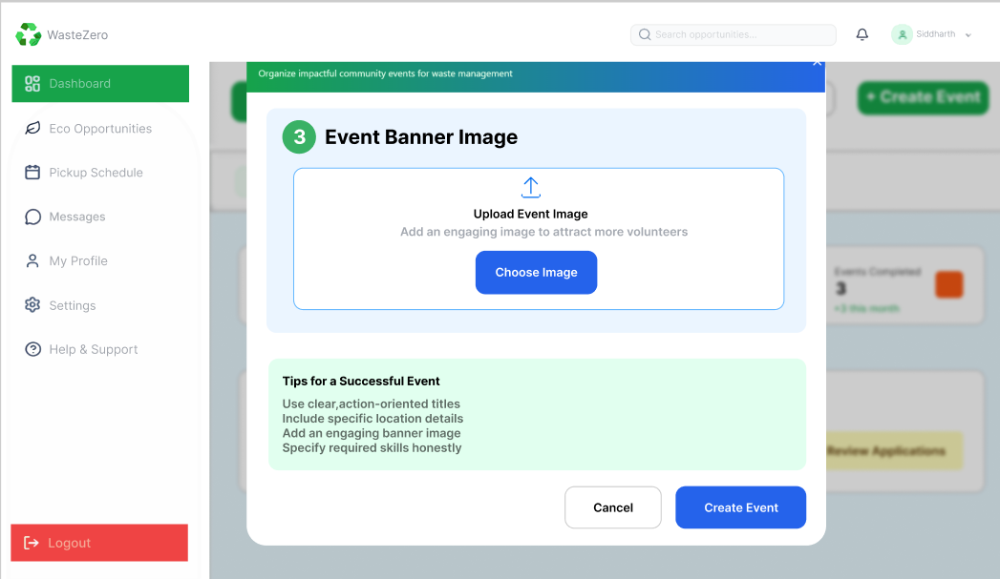 WasteZero
Search opportunities...
Siddharth
Dashboard
Eco Opportunities
Pickup Schedule
Messages
My Profile
Settings
Help & Support
Logout
Organize impactful community events for waste management
3 Event Banner Image
Upload Event Image
Add an engaging image to attract more volunteers
Choose Image
Tips for a Successful Event
Use clear,action-oriented titles
Include specific location details
Add an engaging banner image
Specify required skills honestly
Cancel
Create Event
+ Create Event
Events Completed
3
+3 this month
Review Applications